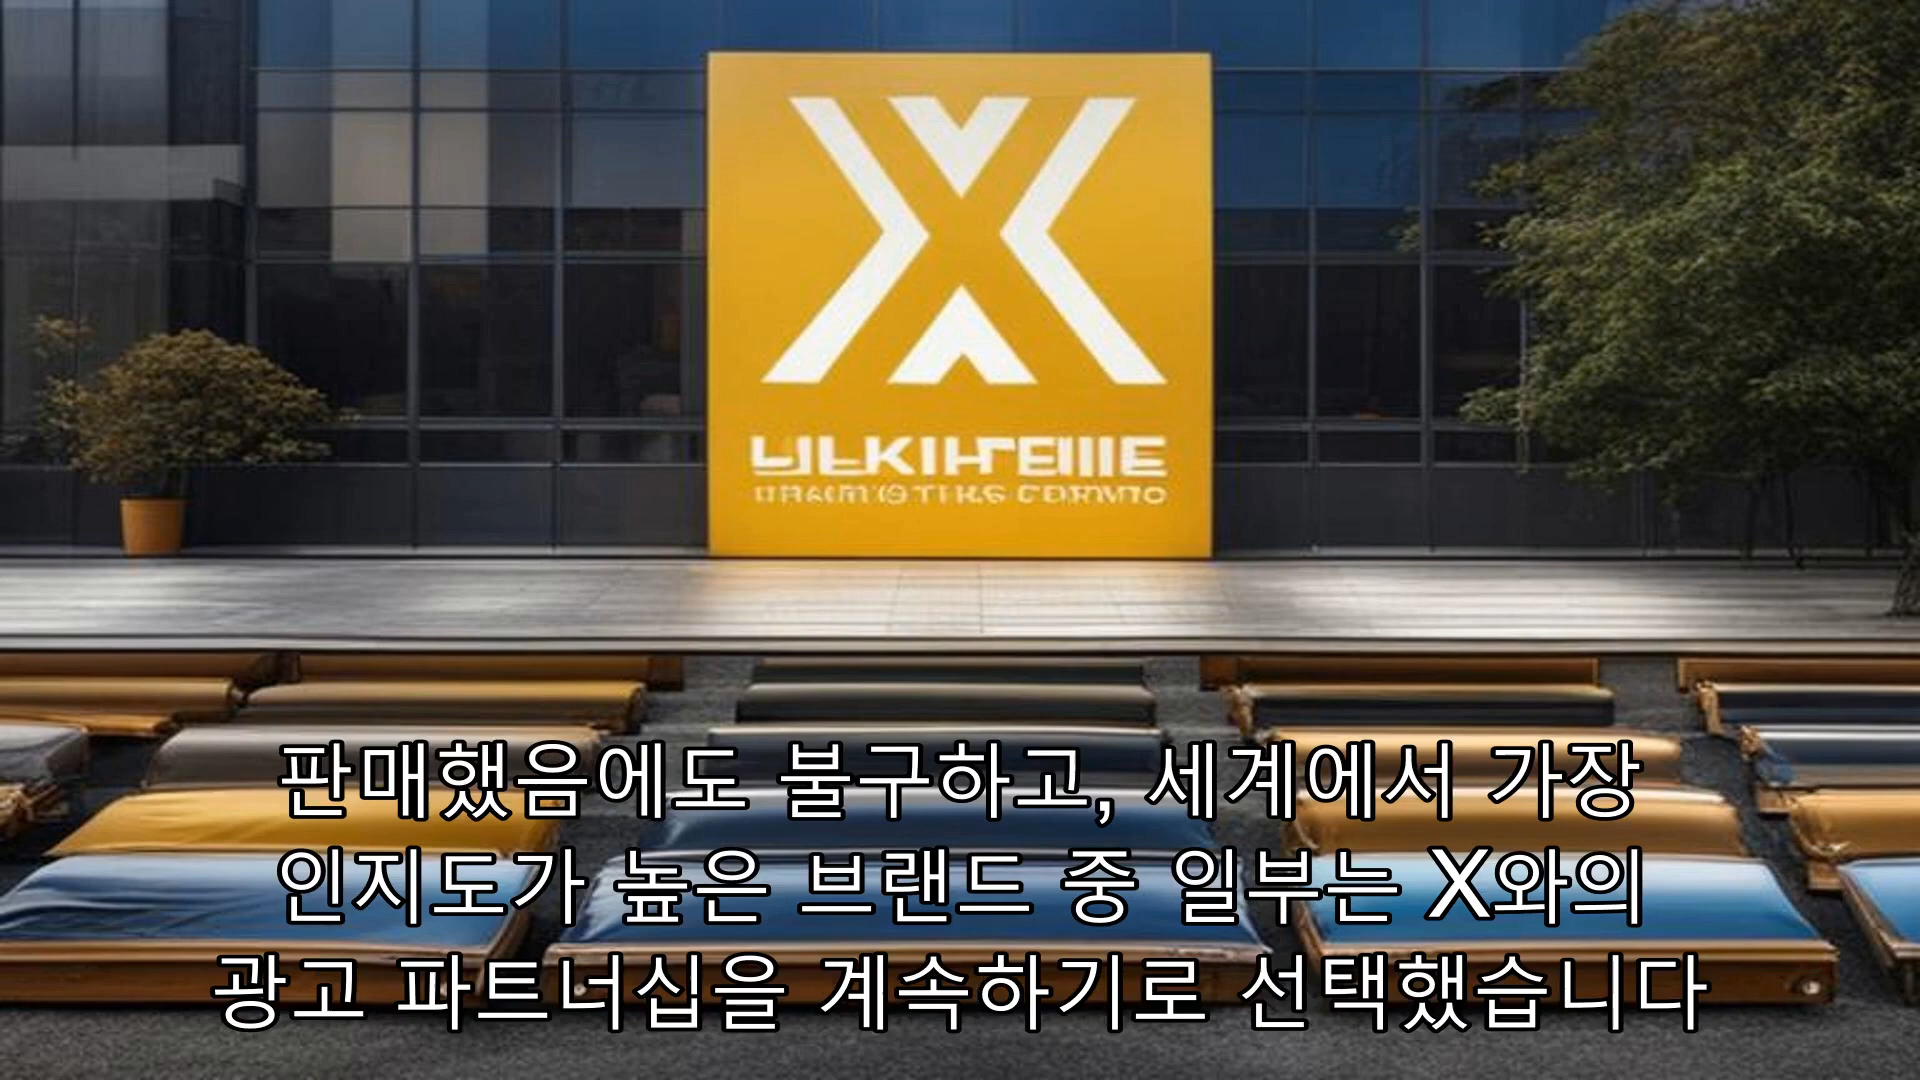 판매했음에도 불구하고, 세계에서 가장
인지도가 높은 브랜드 중 일부는 X와의
광고 파트너십을 계속하기로 선택했습니다